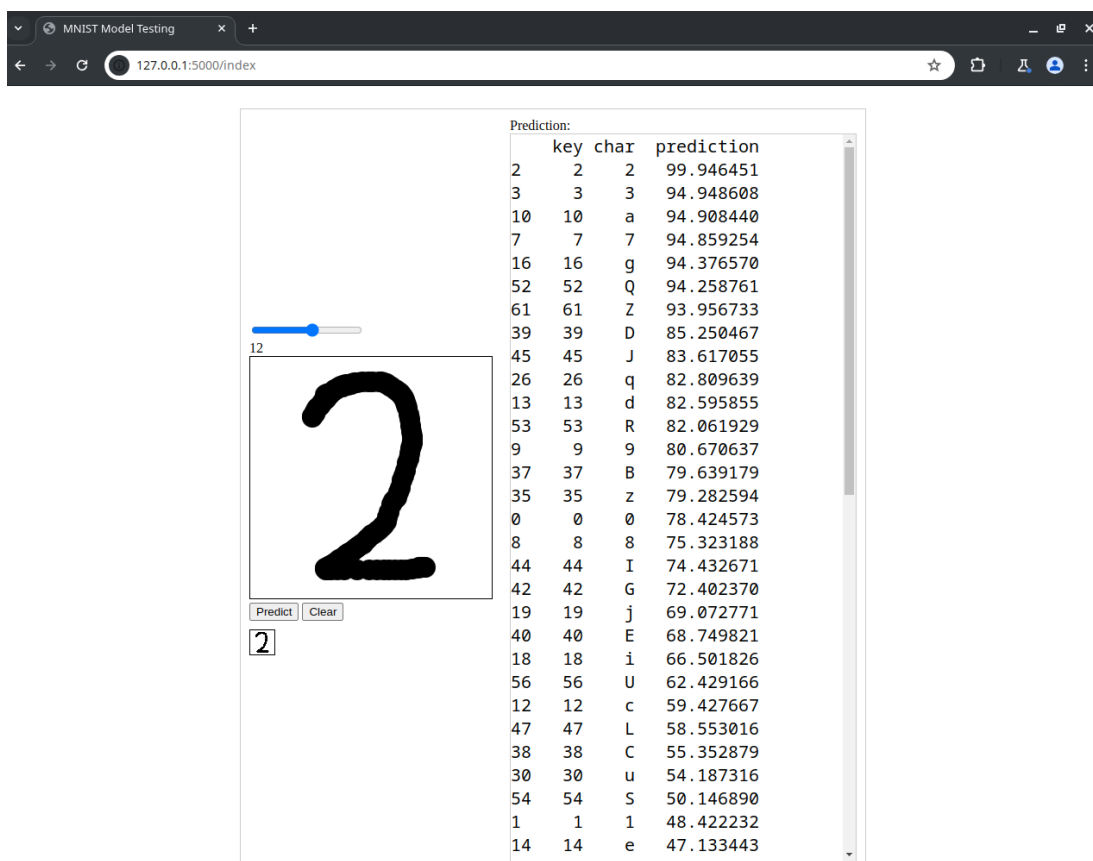 MNIST Model Testing
127.0.0.1:5000/index
Prediction:
key char prediction
2 2 2 99.946451
3 3 3 94.948608
10 10 a 94.908440
7 7 7 94.859254
16 16 g 94.376570
52 52 Q 94.258761
61 61 Z 93.956733
39 39 D 85.250467
45 45 J 83.617055
26 26 q 82.809639
13 13 d 82.595855
53 53 R 82.061929
9 9 9 80.670637
37 37 B 79.639179
35 35 z 79.282594
0 0 0 78.424573
8 8 8 75.323188
44 44 I 74.432671
42 42 G 72.402370
19 19 j 69.072771
40 40 E 68.749821
18 18 i 66.501826
56 56 U 62.429166
12 12 c 59.427667
47 47 L 58.553016
38 38 C 55.352879
30 30 u 54.187316
54 54 S 50.146890
1 1 1 48.422232
14 14 e 47.133443
12
2
Predict Clear
2